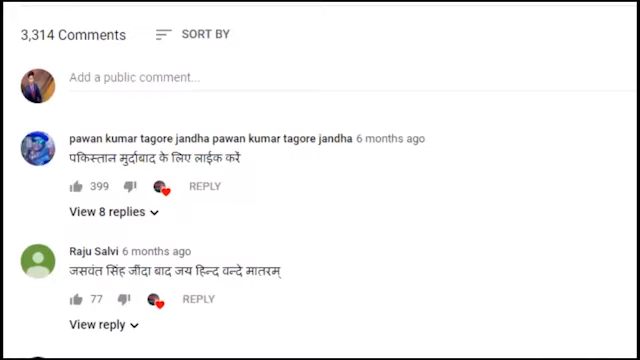 3,314 Comments SORT BY
Add a public comment...
pawan kumar tagore jandha pawan kumar tagore jandha 6 months ago
पकिस्तान मुर्दाबाद के लिए लाईक करें
399 REPLY
View 8 replies
Raju Salvi 6 months ago
जसवंत सिंह जींदा बाद जय हिन्द वन्दे मातरम्
77 REPLY
View reply